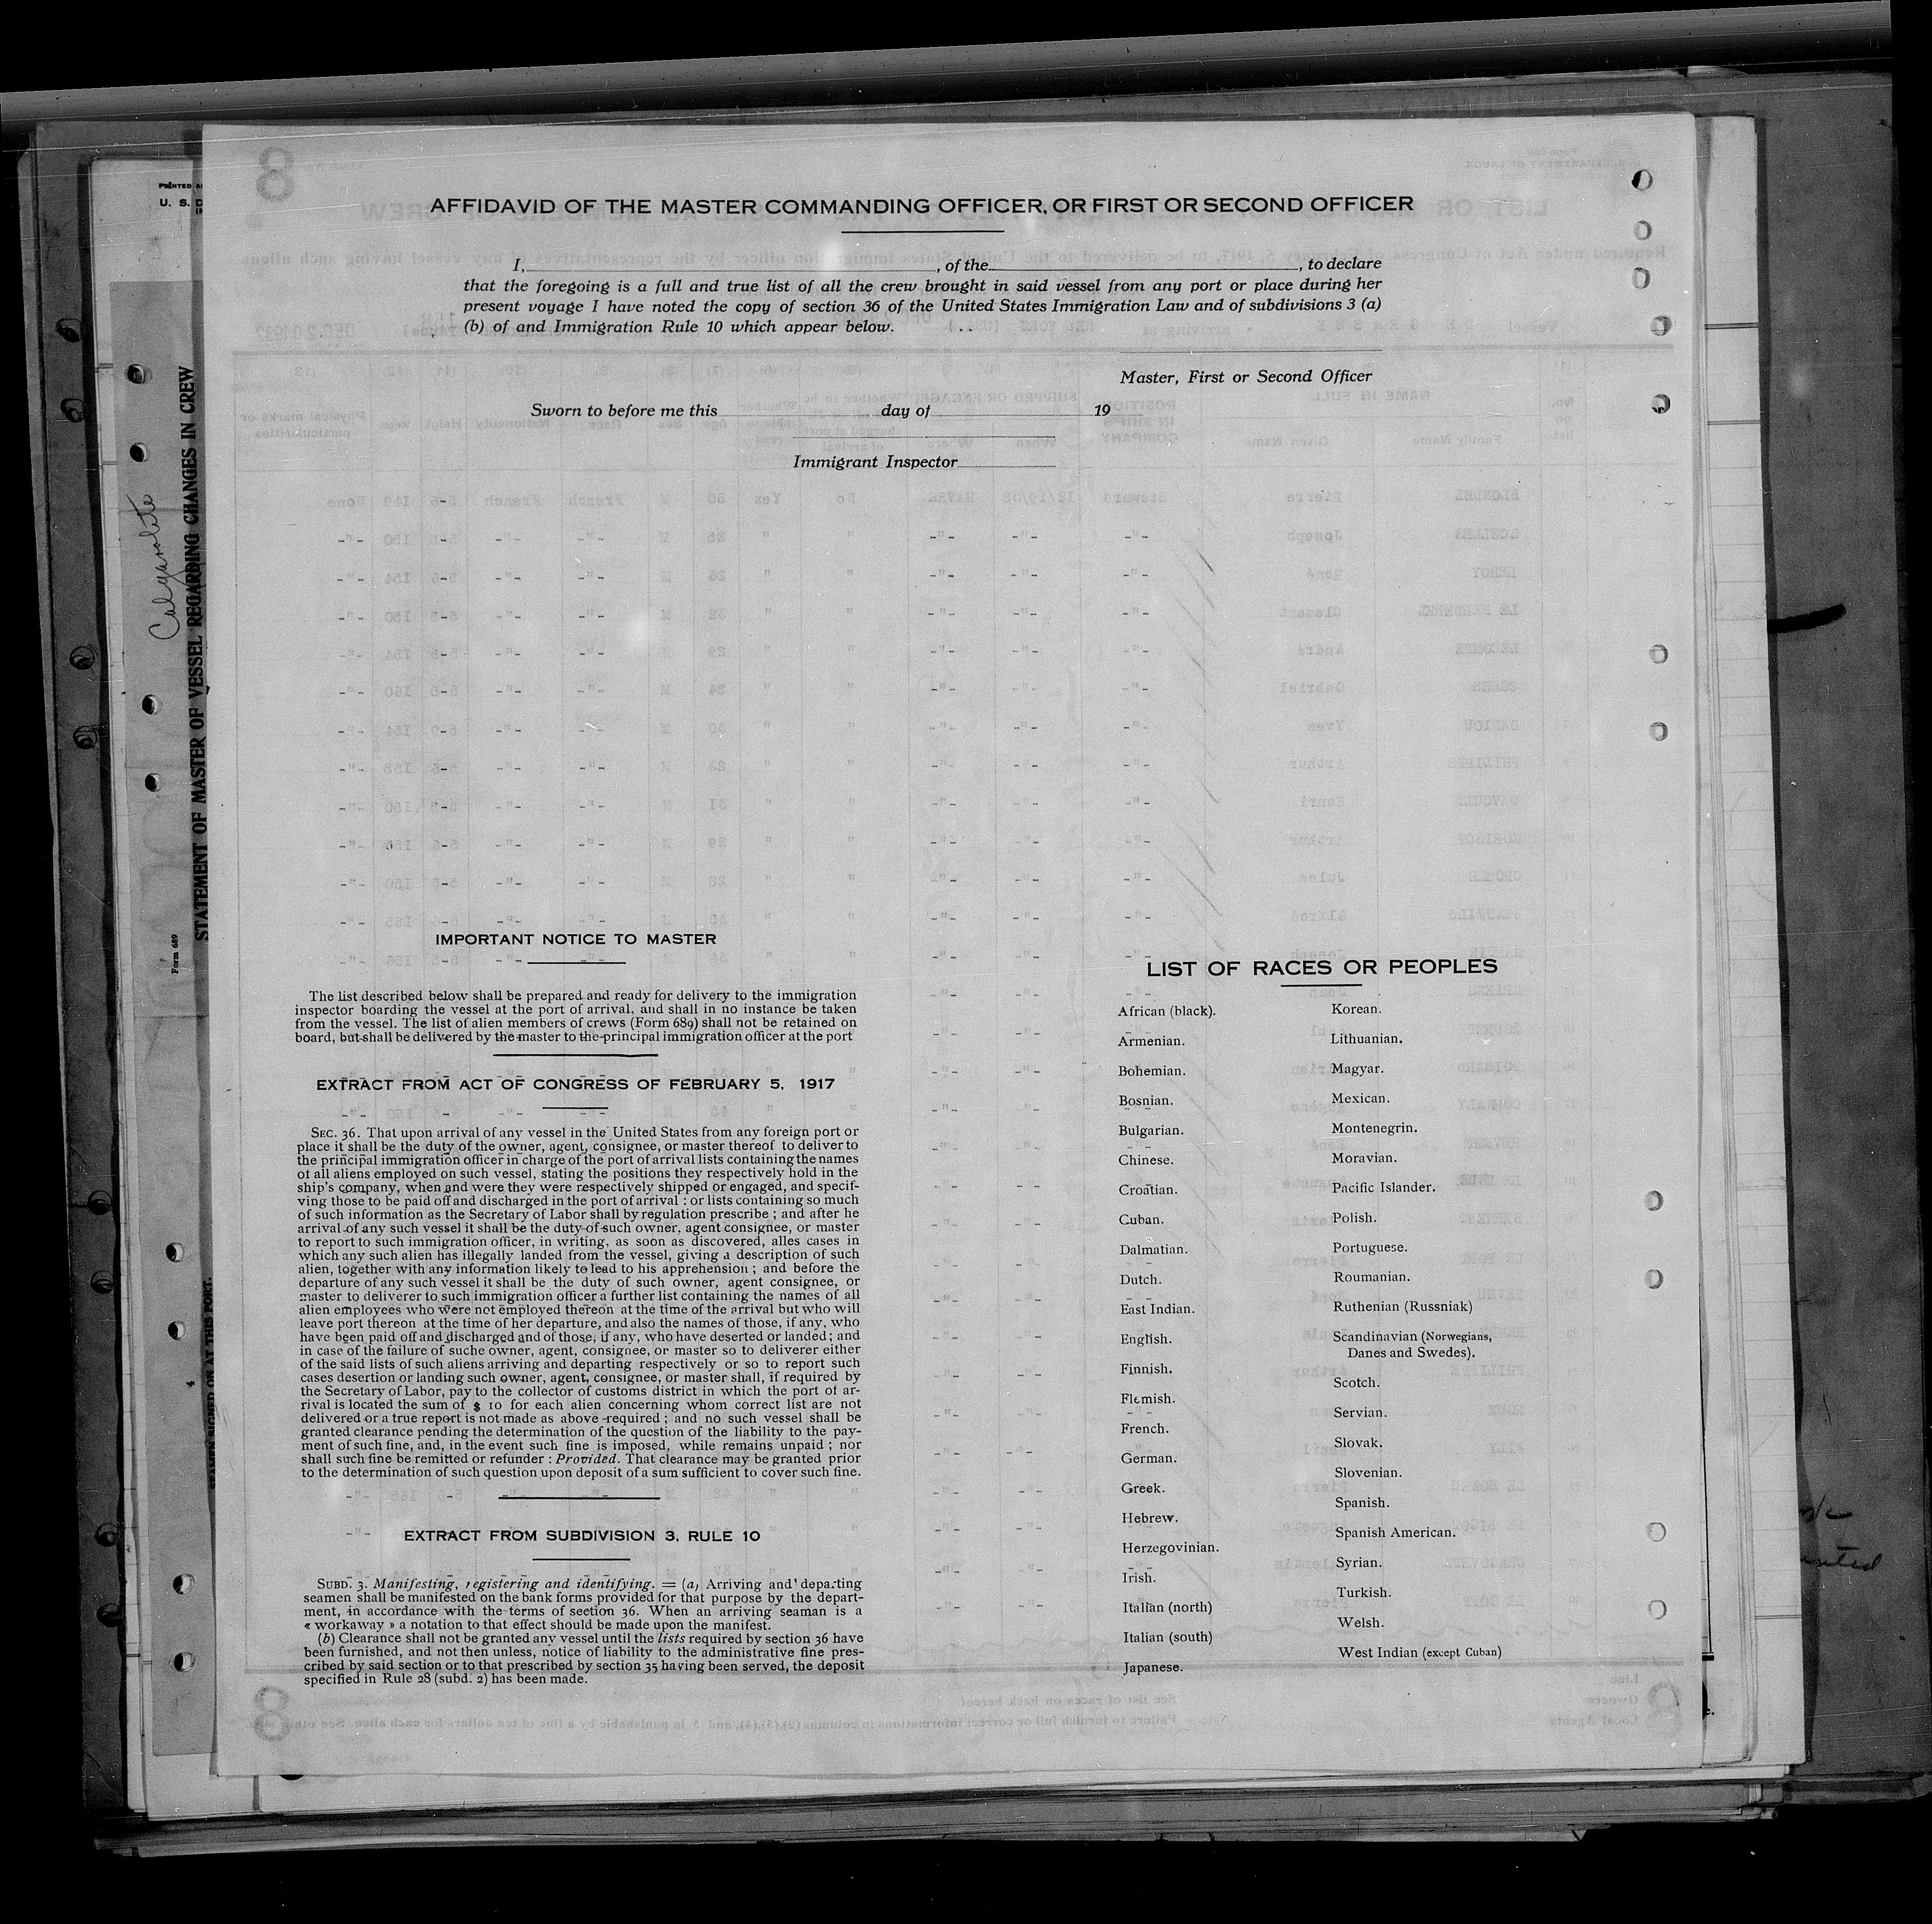 AFFIDAVID OF THE MASTER COMMANDING OFFICER, OR FIRST OR SECOND OFFICER
I, , of the , to declare
that the foregoing is a full and true list of all the crew brought in said vessel from any port or place during her
present voyage I have noted the copy of section 36 of the United States Immigration Law and of subdivisions 3 (a)
(b) of and Immigration Rule 10 which appear below.
Master, First or Second Officer
Sworn to before me this day of 19
Immigrant Inspector
IMPORTANT NOTICE TO MASTER
The list described below shall be prepared and ready for delivery to the immigration
inspector boarding the vessel at the port of arrival, and shall in no instance be taken
from the vessel. The list of alien members of crews (Form 689) shall not be retained on
board, but shall be delivered by the master to the principal immigration officer at the port
EXTRACT FROM ACT OF CONGRESS OF FEBRUARY 5, 1917
SEC. 36. That upon arrival of any vessel in the United States from any foreign port or
place it shall be the duty of the owner, agent, consignee, or master thereof to deliver to
the principal immigration officer in charge of the port of arrival lists containing the names
of all aliens employed on such vessel, stating the positions they respectively hold in the
ship's company, when and were they were respectively shipped or engaged, and specif-
ving those to be paid off and discharged in the port of arrival : or lists containing so much
of such information as the Secretary of Labor shall by regulation prescribe ; and after he
arrival of any such vessel it shall be the duty of such owner, agent consignee, or master
to report to such immigration officer, in writing, as soon as discovered, alles cases in
which any such alien has illegally landed from the vessel, giving a description of such
alien, together with any information likely to lead to his apprehension ; and before the
departure of any such vessel it shall be the duty of such owner, agent consignee, or
master to deliverer to such immigration officer a further list containing the names of all
alien employees who were not employed thereon at the time of the arrival but who will
leave port thereon at the time of her departure, and also the names of those, if any, who
have been paid off and discharged and of those, if any, who have deserted or landed ; and
in case of the failure of suche owner, agent, consignee, or master so to deliverer either
of the said lists of such aliens arriving and departing respectively or so to report such
cases desertion or landing such owner, agent, consignee, or master shall, if required by
the Secretary of Labor, pay to the collector of customs district in which the port of ar-
rival is located the sum of $ 10 for each alien concerning whom correct list are not
delivered or a true report is not made as above required ; and no such vessel shall be
granted clearance pending the determination of the question of the liability to the pay-
ment of such fine, and, in the event such fine is imposed, while remains unpaid ; nor
shall such fine be remitted or refunder : Provided. That clearance may be granted prior
to the determination of such question upon deposit of a sum sufficient to cover such fine.
EXTRACT FROM SUBDIVISION 3, RULE 10
SUBD. 3. Manifesting, registering and identifying. = (a) Arriving and departing
seamen shall be manifested on the bank forms provided for that purpose by the depart-
ment, in accordance with the terms of section 36. When an arriving seaman is a
« workaway » a notation to that effect should be made upon the manifest.
(b) Clearance shall not be granted any vessel until the lists required by section 36 have
been furnished, and not then unless, notice of liability to the administrative fine pres-
cribed by said section or to that prescribed by section 35 having been served, the deposit
specified in Rule 28 (subd. 2) has been made.
LIST OF RACES OR PEOPLES
African (black).
Armenian.
Bohemian.
Bosnian.
Bulgarian.
Chinese.
Croatian.
Cuban.
Dalmatian.
Dutch.
East Indian.
English.
Finnish.
Flemish.
French.
German.
Greek.
Hebrew.
Herzegovinian.
Irish.
Italian (north)
Italian (south)
Japanese.
Korean.
Lithuanian.
Magyar.
Mexican.
Montenegrin.
Moravian.
Pacific Islander.
Polish.
Portuguese.
Roumanian.
Ruthenian (Russniak)
Scandinavian (Norwegians,
Danes and Swedes).
Scotch.
Servian.
Slovak.
Slovenian.
Spanish.
Spanish American.
Syrian.
Turkish.
Welsh.
West Indian (except Cuban)
PRINTED
U. S.
Form 689
STATEMENT OF MASTER OF VESSEL REGARDING CHANGES IN CREW
SIGNED ON AT THIS PORT.